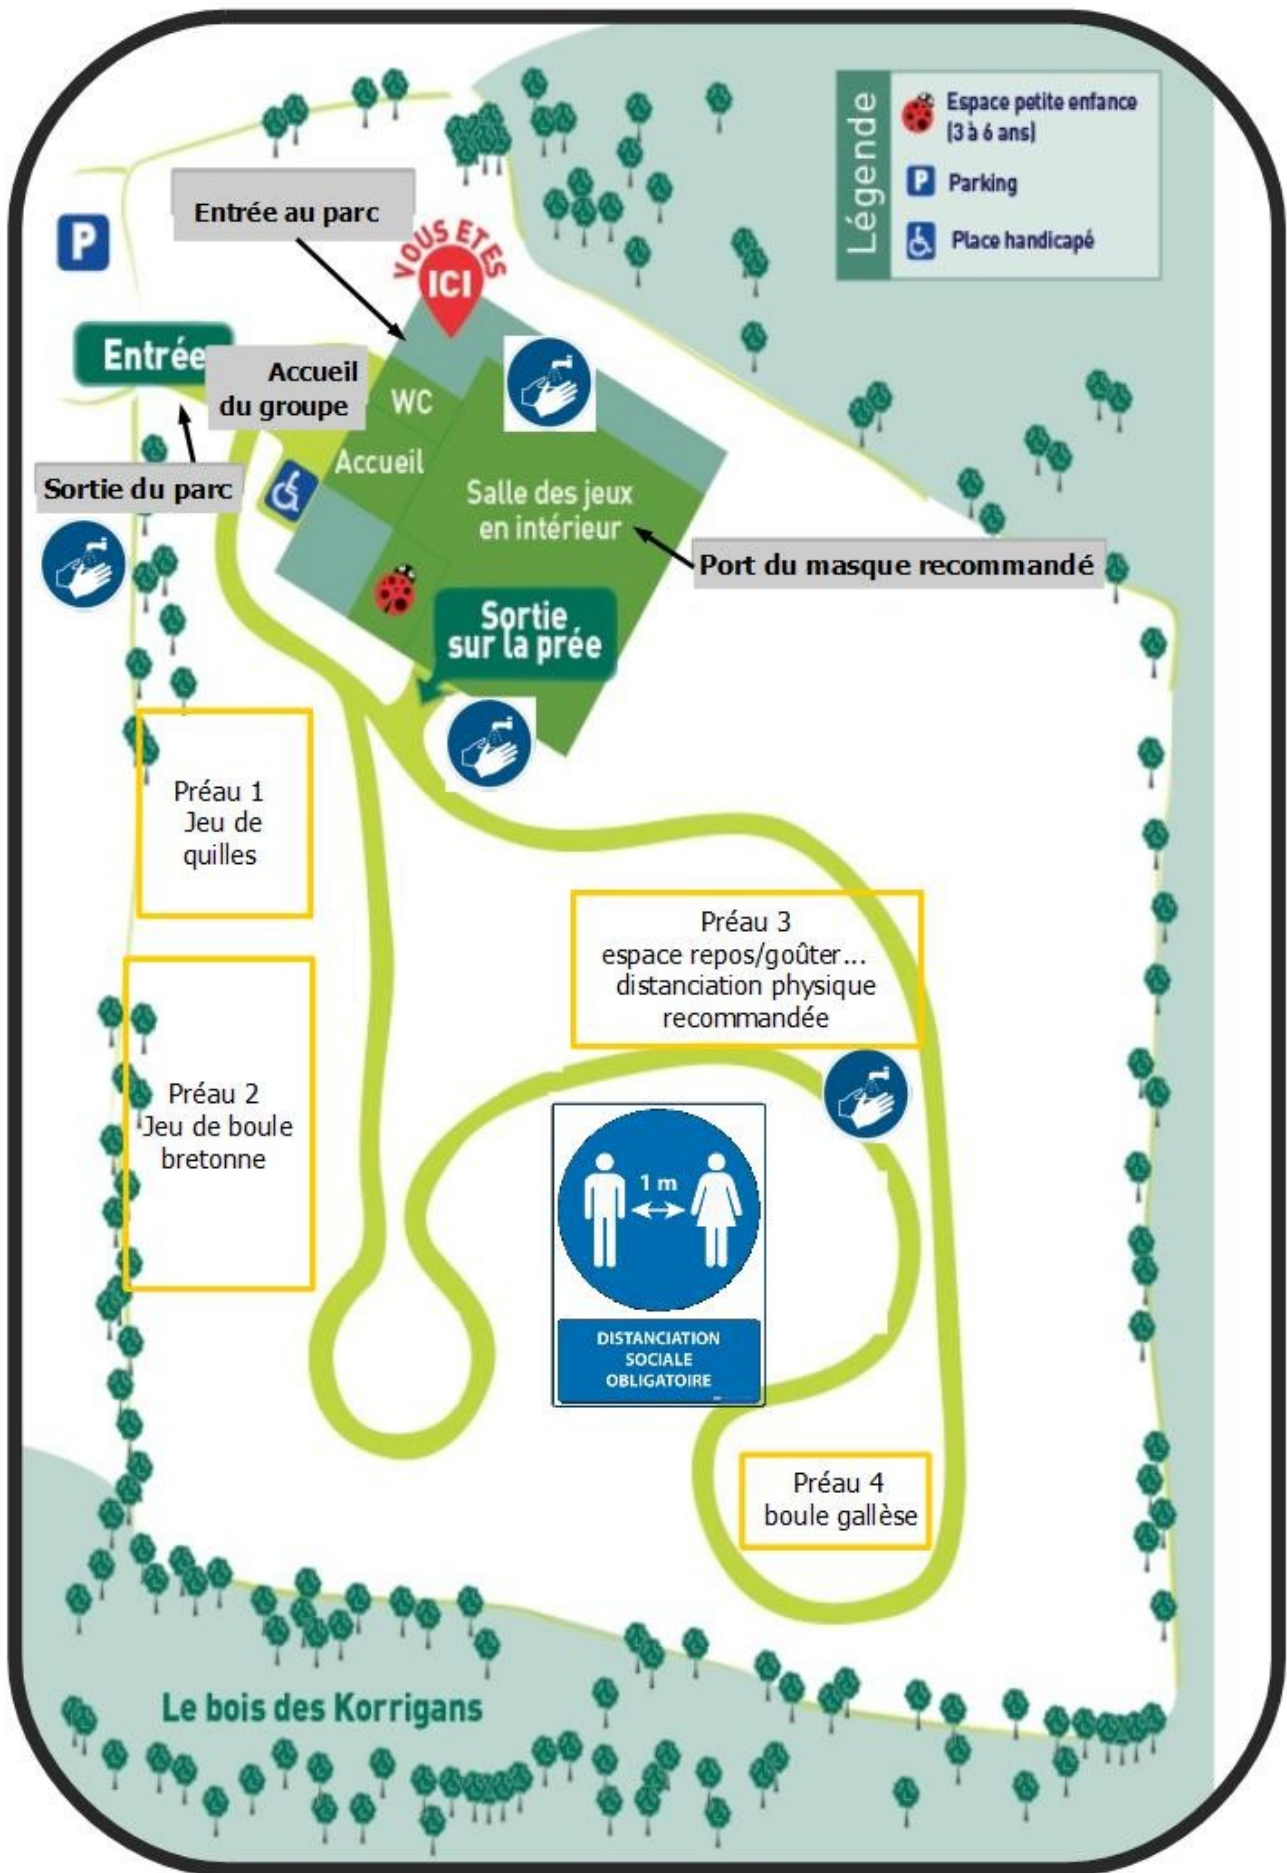 Légende
Espace petite enfance
(3 à 6 ans)
P
Parking
Place handicapé
Entrée au parc
VOUS ETES
ICI
P
Entrée
Accueil
du groupe
WC
Accueil
Sortie du parc
Salle des jeux
en intérieur
Port du masque recommandé
Sortie
sur la prée
Préau 1
Jeu de
quilles
Préau 3
espace repos/goûter...
distanciation physique
recommandée
Préau 2
Jeu de boule
bretonne
1 m
DISTANCIATION
SOCIALE
OBLIGATOIRE
Préau 4
boule gallèse
Le bois des Korrigans